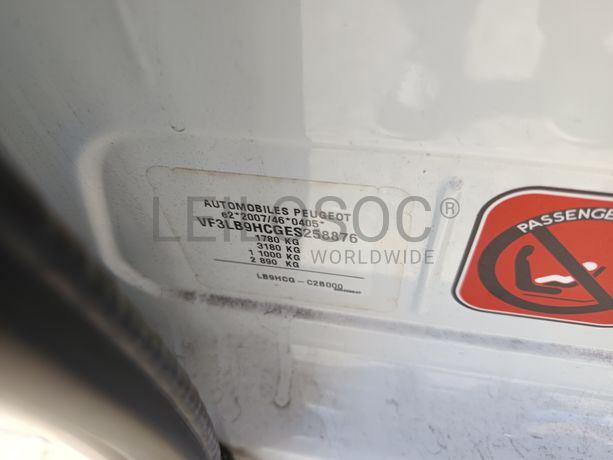 AUTOMOBILES PEUGEOT
e2*2007/46*0405*
VF3LB9HCGES258876
1780 KG
3180 KG
1 1000 KG
2 890 KG
LB9HCG - C2B000
PASSENGE
LEILOSOC®
WORLDWIDE